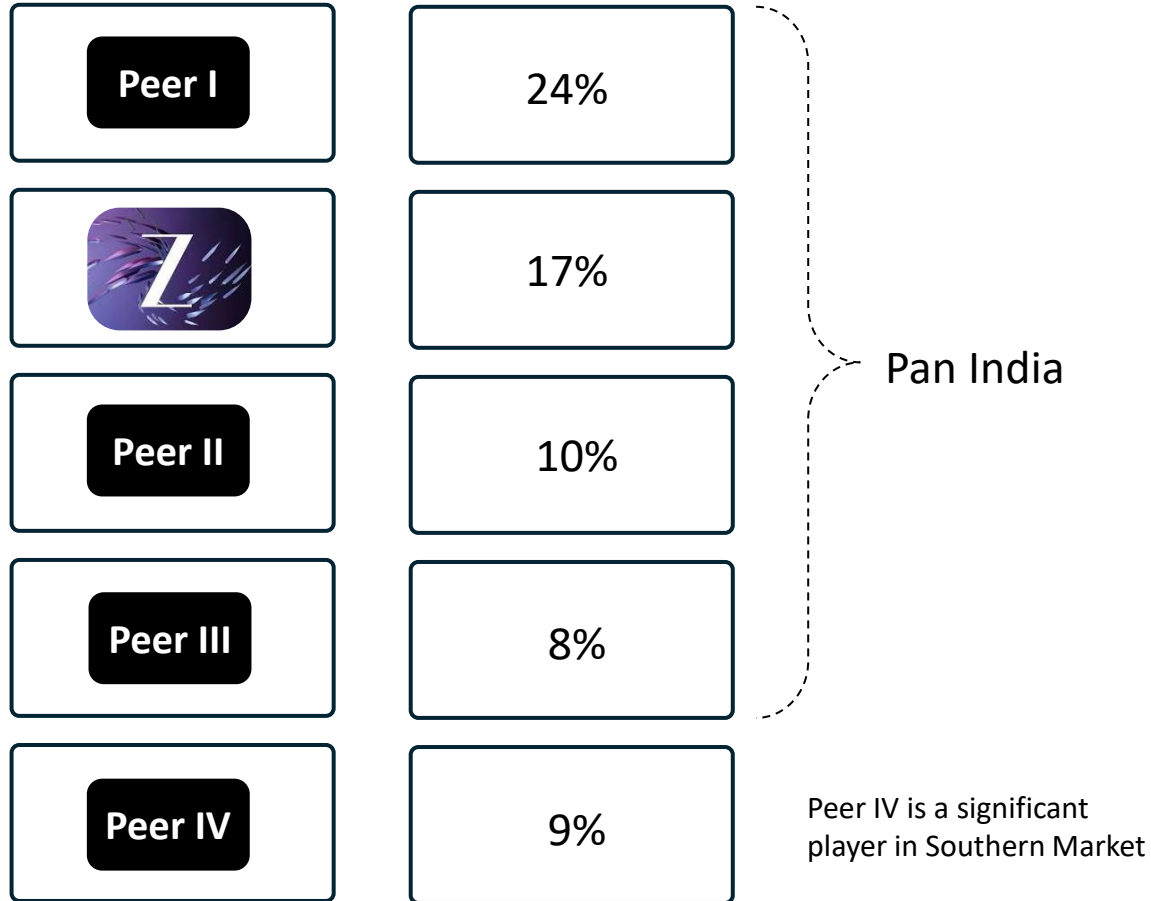 Peer I
24%
Z
17%
Pan India
Peer II
10%
Peer III
8%
Peer IV
9%
Peer IV is a significant
player in Southern Market